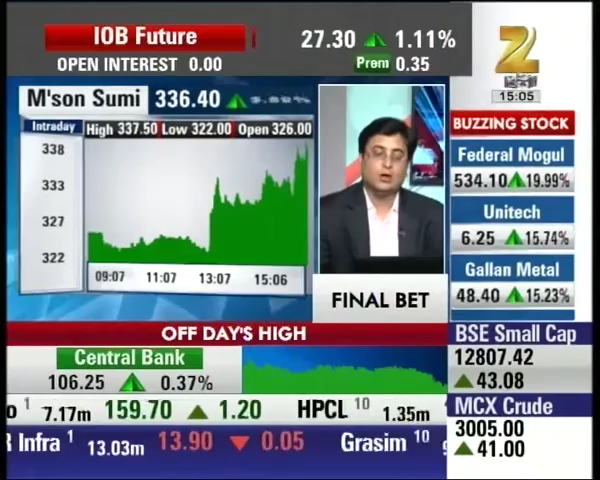 IOB Future
27.30 1.11%
OPEN INTEREST 0.00
Prem 0.35
15:05
M'son Sumi 336.40
Intraday High 337.50 Low 322.00 Open 326.00
338
333
327
322
09:07 11:07 13:07 15:06
FINAL BET
BUZZING STOCK
Federal Mogul
534.10 19.99%
Unitech
6.25 15.74%
Gallan Metal
48.40 15.23%
OFF DAY'S HIGH
Central Bank
106.25 0.37%
BSE Small Cap
12807.42
43.08
MCX Crude
3005.00
41.00
o 1 7.17m 159.70 1.20 HPCL 10 1.35m
R Infra 1 13.03m 13.90 0.05 Grasim 10